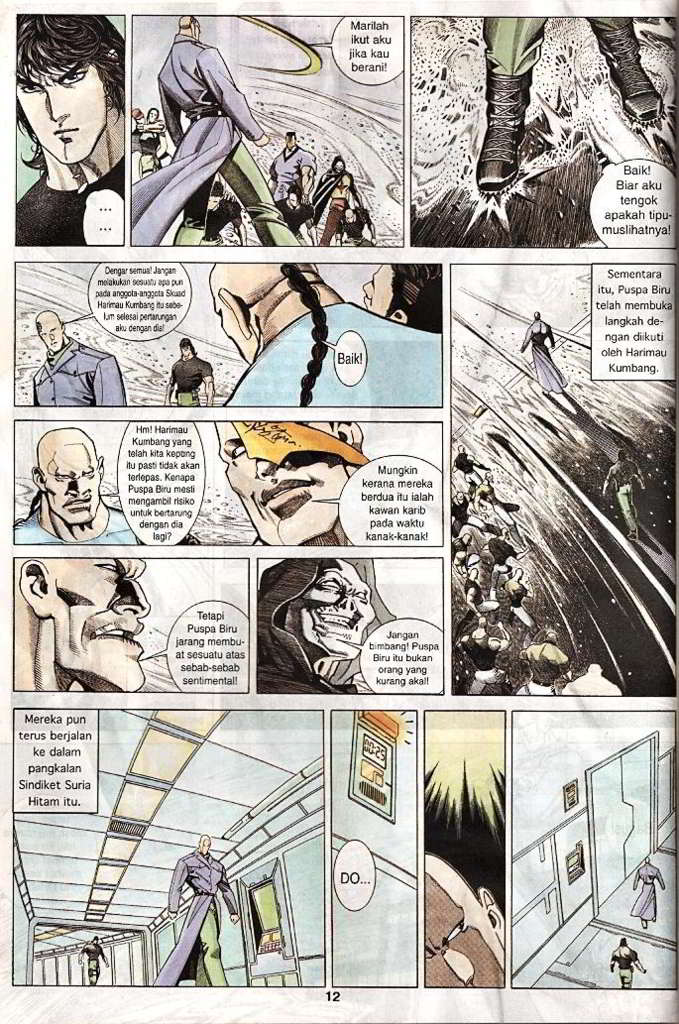 ...
...
Marilah
ikut aku
jika kau
berani!
Baik!
Biar aku
tengok
apakah tipu-
muslihatnya!
Dengar semua! Jangan
melakukan sesuatu apa pun
pada anggota-anggota Skuad
Harimau Kumbang itu sebe-
lum selesai pertarungan
aku dengan dia!
Baik!
Sementara
itu, Puspa Biru
telah membuka
langkah de-
ngan diikuti
oleh Harimau
Kumbang.
Hm! Harimau
Kumbang yang
telah kita kepung
itu pasti tidak akan
terlepas. Kenapa
Puspa Biru mesti
mengambil risiko
untuk bertarung
dengan dia
lagi?
Mungkin
kerana mereka
berdua itu ialah
kawan karib
pada waktu
kanak-kanak!
Tetapi
Puspa Biru
jarang membu-
at sesuatu atas
sebab-sebab
sentimental!
Jangan
bimbang! Puspa
Biru itu bukan
orang yang
kurang akal!
Mereka pun
terus berjalan
ke dalam
pangkalan
Sindiket Suria
Hitam itu.
DO...
12